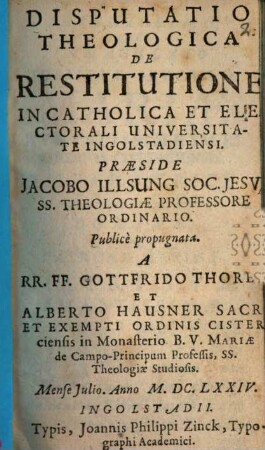 DISPUTATIO
THEOLOGICA
DE
RESTITUTIONE
IN CATHOLICA ET ELE-
CTORALI UNIVERSITA-
TE INGOLSTADIENSI.
PRÆSIDE
JACOBO ILLSUNG SOC. JESV
SS. THEOLOGIÆ PROFESSORE
ORDINARIO.
Publicè propugnata.
A
RR. FF. GOTTFRIDO
ET
ALBERTO HAUSNER SACR
ET EXEMPTI ORDINIS CISTER
ciensis in Monasterio B. V. MARIÆ
de Campo-Principum Professis, SS.
Theologiæ Studiosis.
Mense Julio. Anno M. DC. LXXIV.
INGOLSTADII.
Typis, Joannis Philippi Zinck, Typo-
graphi Academici.